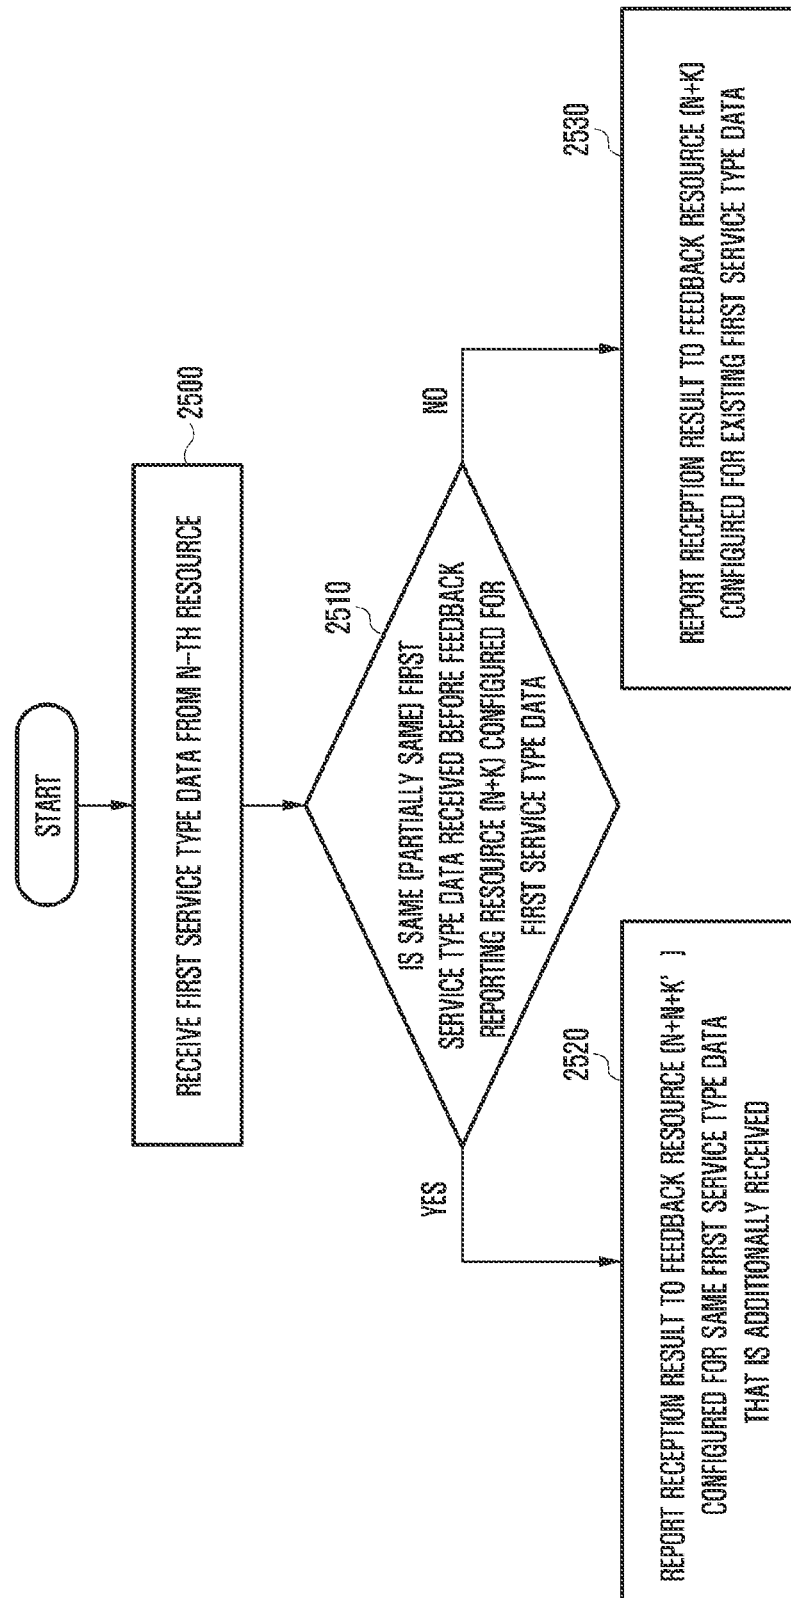 START
2500
RECEIVE FIRST SERVICE TYPE DATA FROM N-TH RESOURCE
2510
IS SAME (PARTIALLY SAME) FIRST
SERVICE TYPE DATA RECEIVED BEFORE FEEDBACK
REPORTING RESOURCE (N+K) CONFIGURED FOR
FIRST SERVICE TYPE DATA
YES
NO
2520
REPORT RECEPTION RESULT TO FEEDBACK RESOURCE (N+N+K' )
CONFIGURED FOR SAME FIRST SERVICE TYPE DATA
THAT IS ADDITIONALLY RECEIVED
2530
REPORT RECEPTION RESULT TO FEEDBACK RESOURCE (N+K)
CONFIGURED FOR EXISTING FIRST SERVICE TYPE DATA